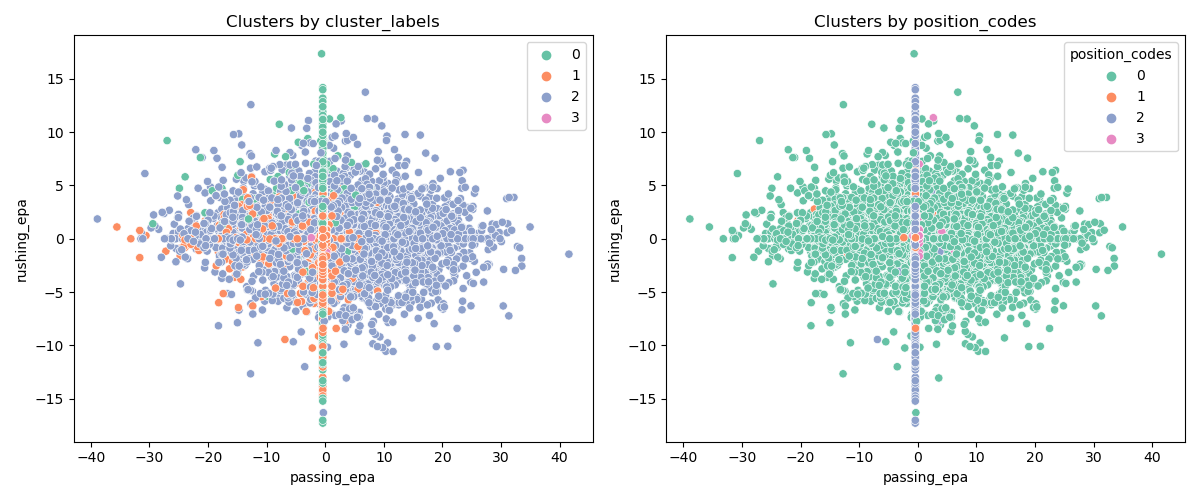 Clusters by cluster_labels
15
10
5
0
−5
−10
−15
rushing_epa
−40 −30 −20 −10 0 10 20 30 40
passing_epa
0
1
2
3
Clusters by position_codes
15
10
5
0
−5
−10
−15
rushing_epa
−40 −30 −20 −10 0 10 20 30 40
passing_epa
position_codes
0
1
2
3